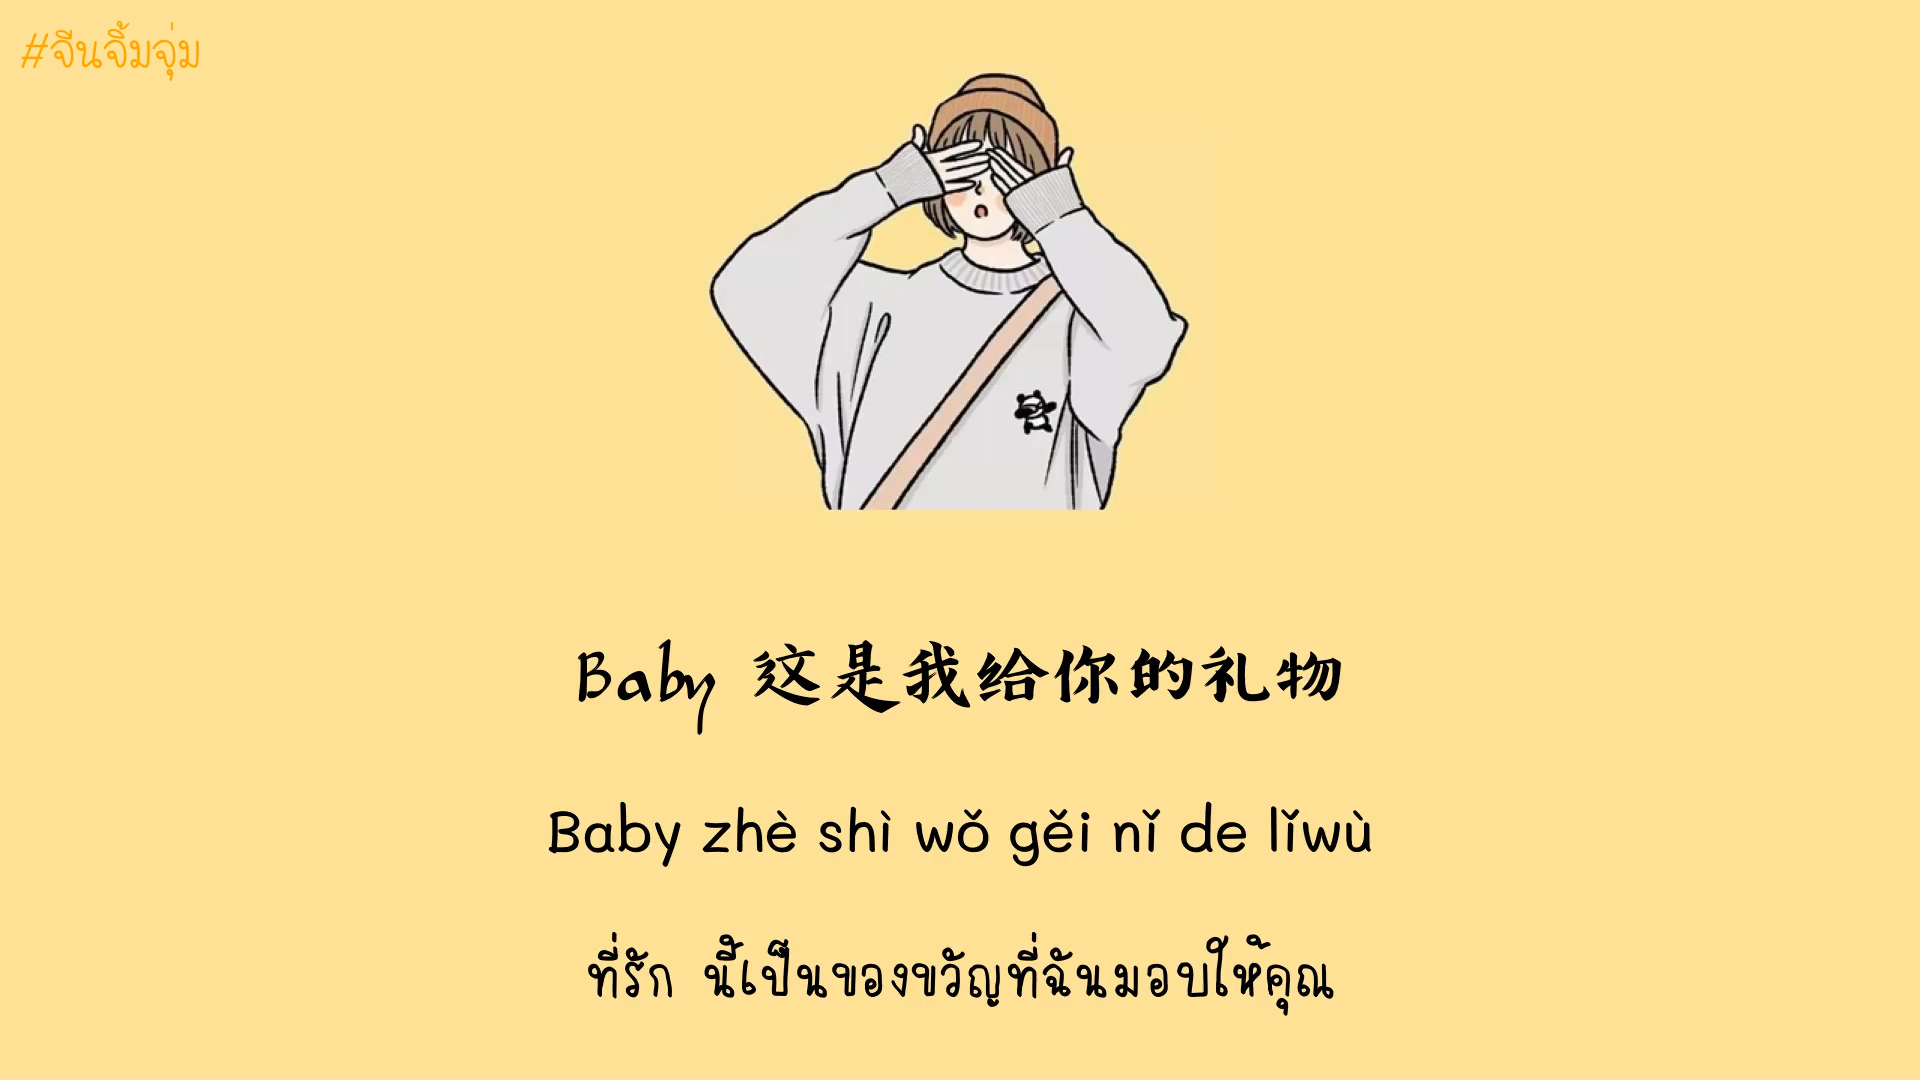 #จีนจิ้มจุ่ม
Baby 这是我给你的礼物
Baby zhè shì wǒ gěi nǐ de lǐwù
ที่รัก นี้เป็นของขวัญที่ฉันมอบให้คุณ